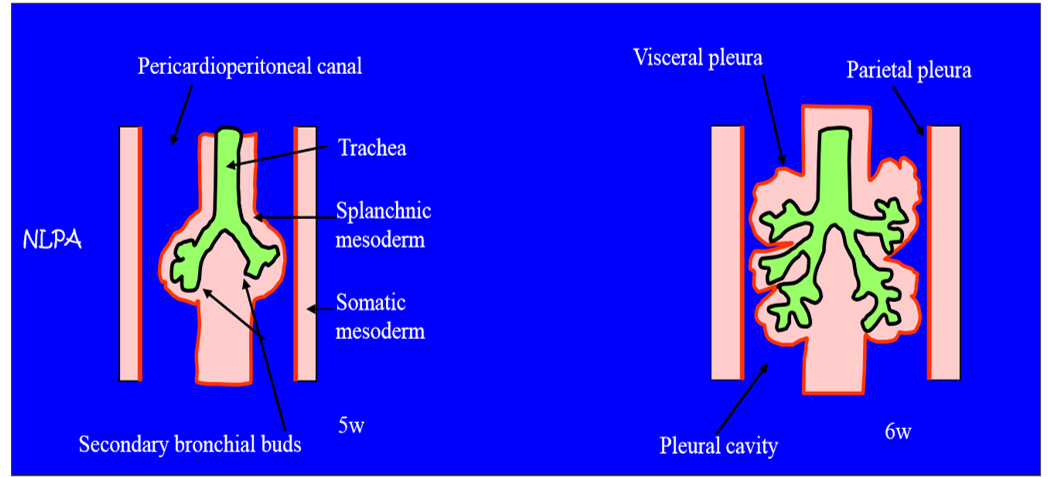 Pericardioperitoneal canal
Trachea
Splanchnic
mesoderm
NLPA
Somatic
mesoderm
Secondary bronchial buds
5w
Visceral pleura
Parietal pleura
Pleural cavity
6w